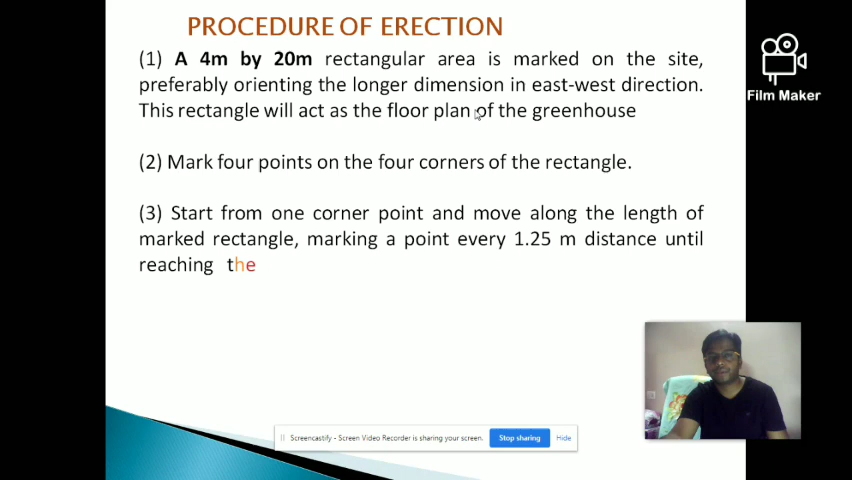 PROCEDURE OF ERECTION
(1) A 4m by 20m rectangular area is marked on the site,
preferably orienting the longer dimension in east-west direction.
This rectangle will act as the floor plan of the greenhouse
(2) Mark four points on the four corners of the rectangle.
(3) Start from one corner point and move along the length of
marked rectangle, marking a point every 1.25 m distance until
reaching the
Film Maker
Screencastify - Screen Video Recorder is sharing your screen.
Stop sharing
Hide